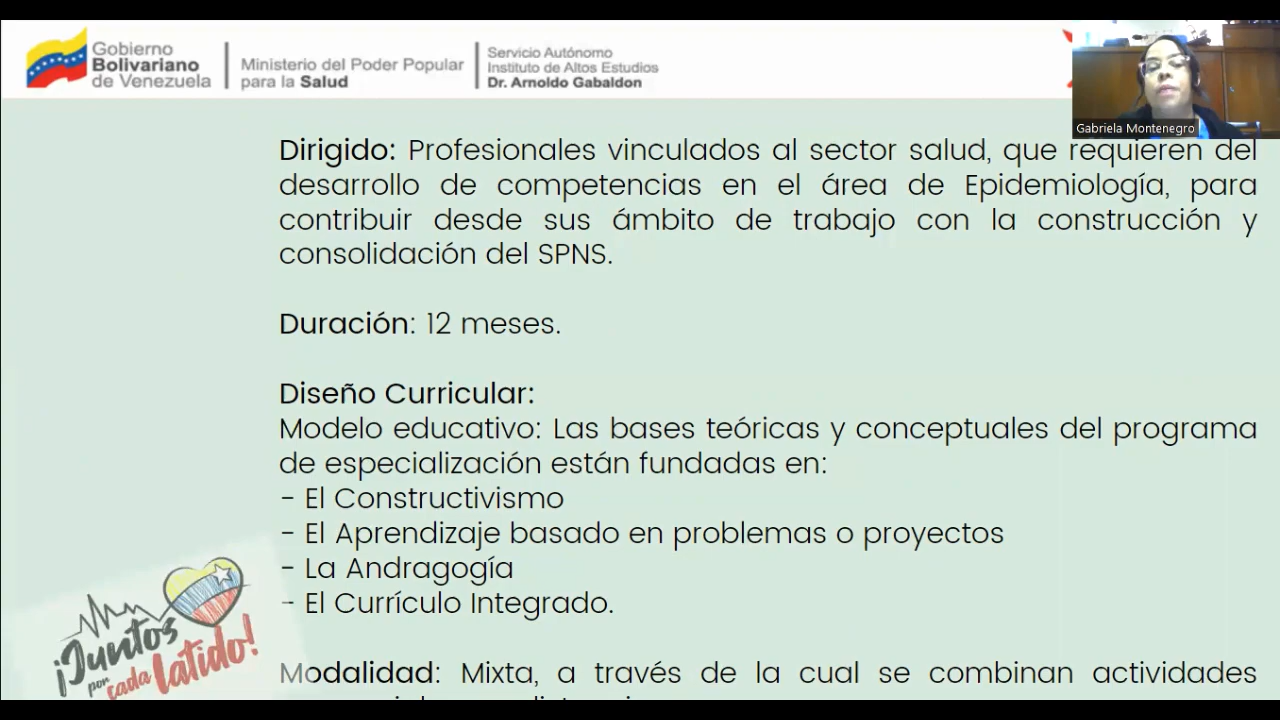 Gobierno
Bolivariano
de Venezuela
Ministerio del Poder Popular
para la Salud
Servicio Autónomo
Instituto de Altos Estudios
Dr. Arnoldo Gabaldon
Gabriela Montenegro
Dirigido: Profesionales vinculados al sector salud, que requieren del
desarrollo de competencias en el área de Epidemiología, para
contribuir desde sus ámbito de trabajo con la construcción y
consolidación del SPNS.
Duración: 12 meses.
Diseño Curricular:
Modelo educativo: Las bases teóricas y conceptuales del programa
de especialización están fundadas en:
- El Constructivismo
- El Aprendizaje basado en problemas o proyectos
- La Andragogía
- El Currículo Integrado.
Modalidad: Mixta, a través de la cual se combinan actividades
¡Juntos
por cada
latido!